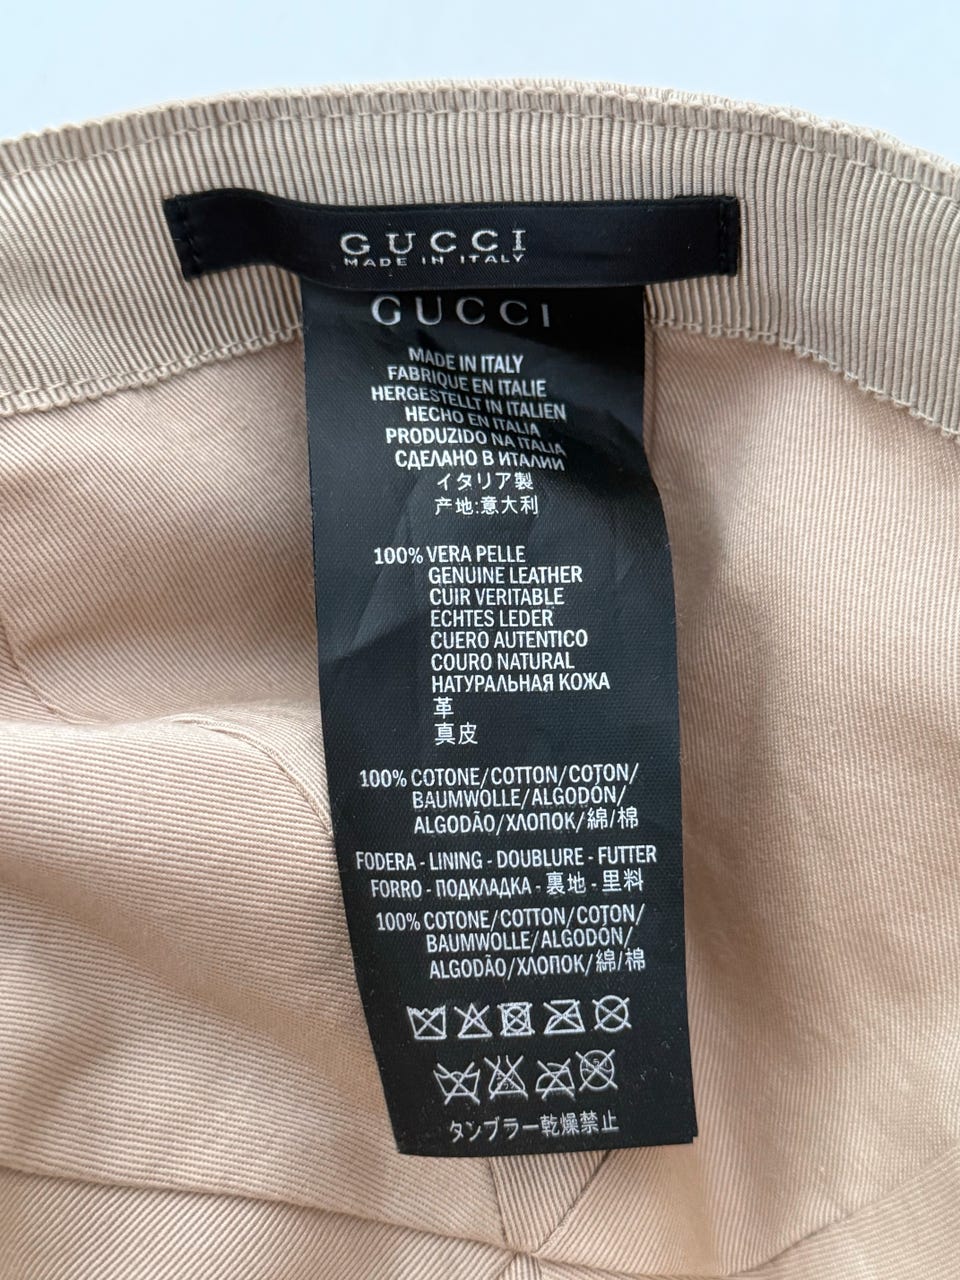 GUCCI
MADE IN ITALY
GUCCI
MADE IN ITALY
FABRIQUE EN ITALIE
HERGESTELLT IN ITALIEN
HECHO EN ITALIA
PRODUZIDO NA ITALIA
СДЕЛАНО В ИТАЛИИ
イタリア製
产地:意大利
100% VERA PELLE
GENUINE LEATHER
CUIR VERITABLE
ECHTES LEDER
CUERO AUTENTICO
COURO NATURAL
НАТУРАЛЬНАЯ КОЖА
革
真皮
100% COTONE/COTTON/COTON/
BAUMWOLLE/ALGODÓN/
ALGODÃO/ХЛОПОК/綿/棉
FODERA - LINING - DOUBLURE - FUTTER
FORRO - ПОДКЛАДКА - 裏地 - 里料
100% COTONE/COTTON/COTON/
BAUMWOLLE/ALGODÓN/
ALGODÃO/ХЛОПОК/綿/棉
タンブラー乾燥禁止